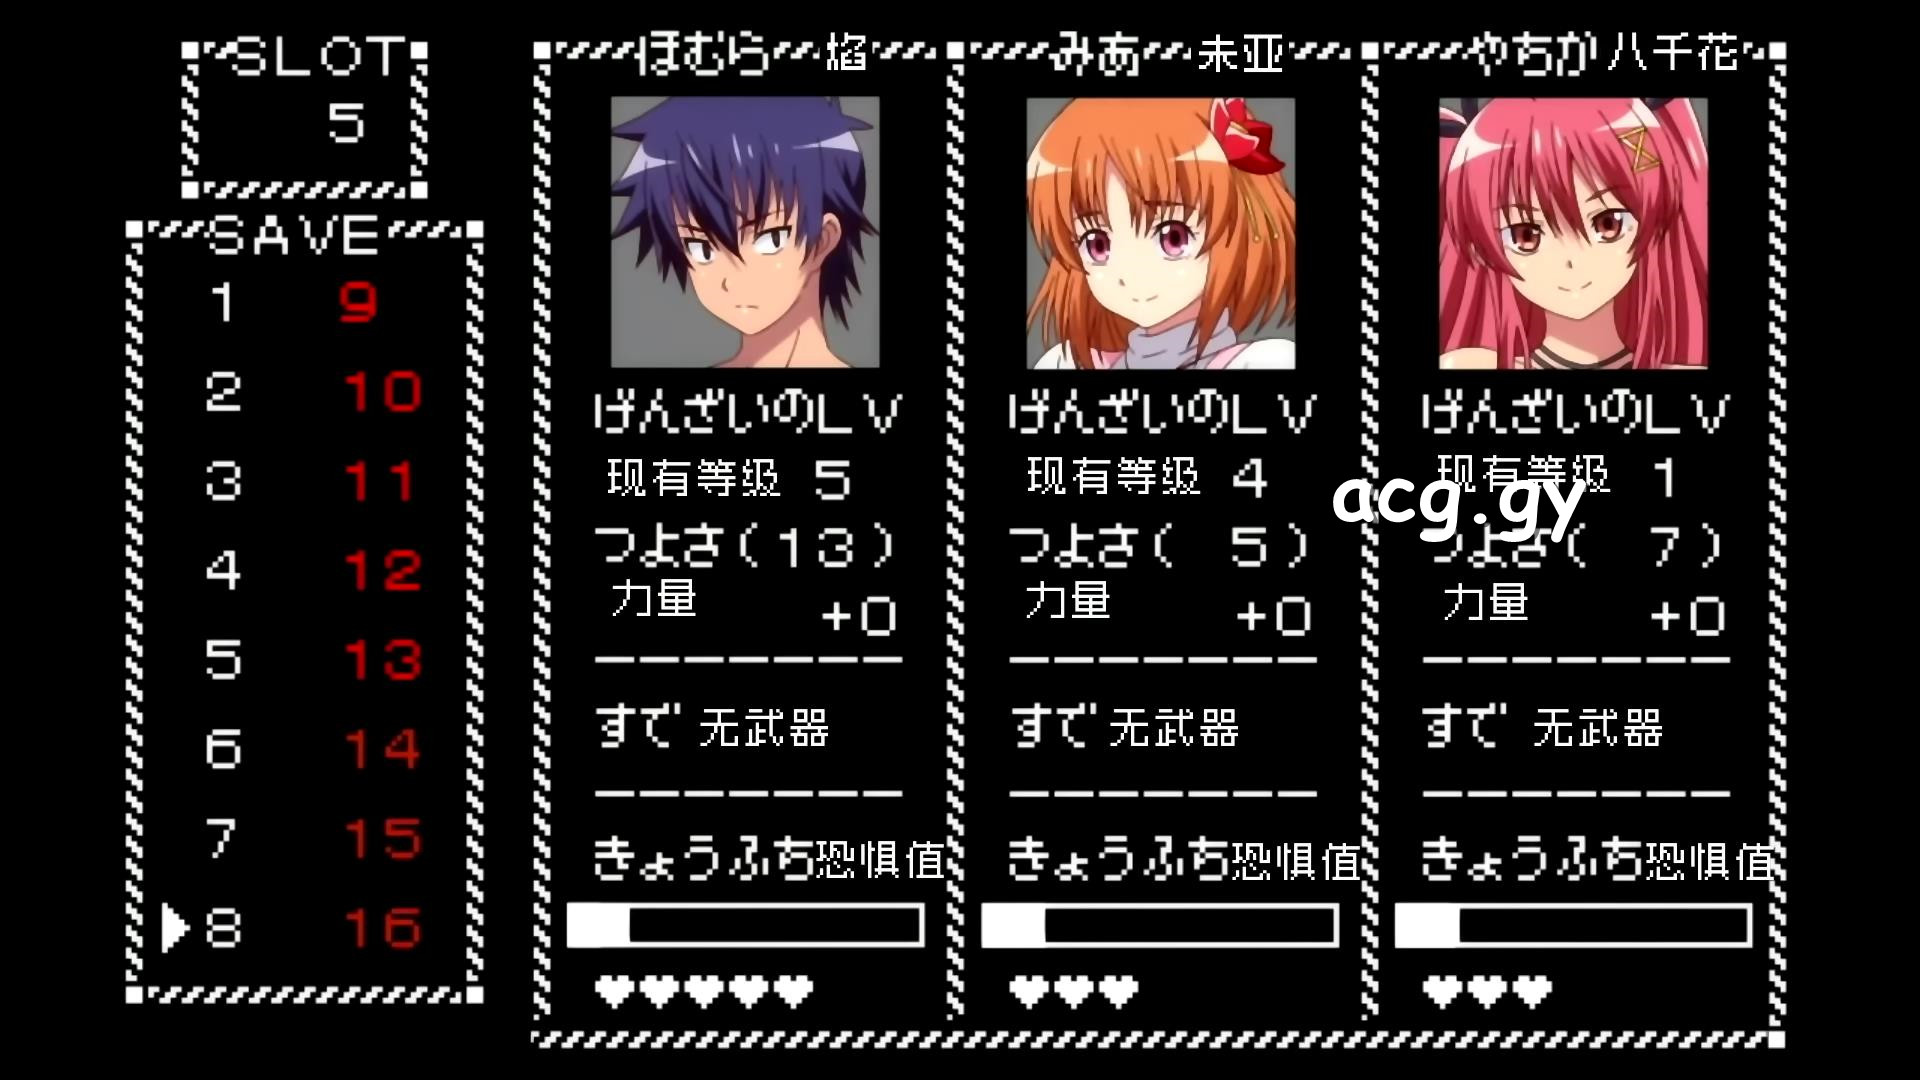 SLOT
5
SAVE
1 9
2 10
3 11
4 12
5 13
6 14
7 15
8 16
ほむら 焰
げんざいのLV
现有等级 5
つよさ(13)
力量 +0
すで 无武器
きょうふち恐惧值
みあ 未亚
げんざいのLV
现有等级 4
つよさ( 5)
力量 +0
すで 无武器
きょうふち恐惧值
やちか 八千花
げんざいのLV
现有等级 1
つよさ( 7)
力量 +0
すで 无武器
きょうふち恐惧值
acg.gy